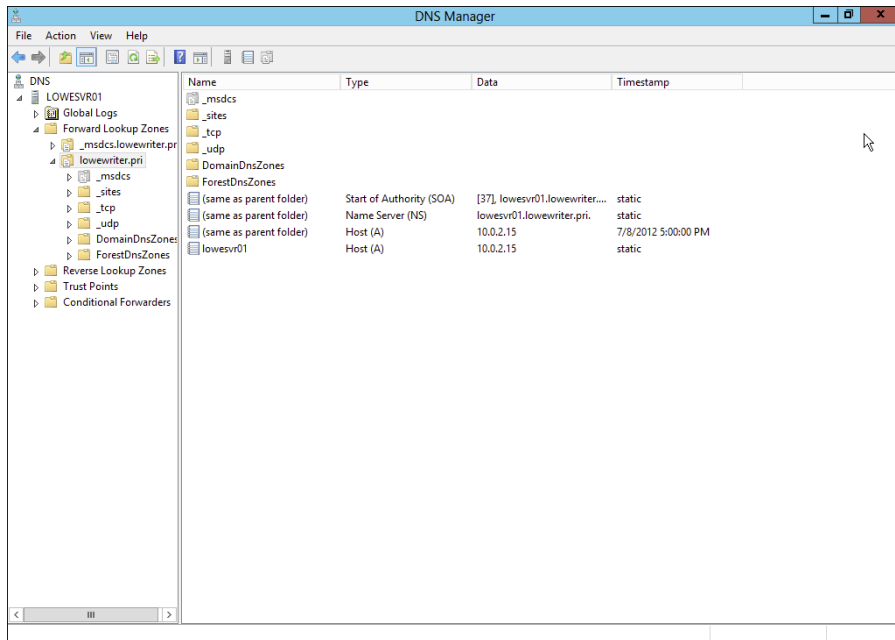 DNS Manager
File Action View Help
DNS
LOWESVR01
Global Logs
Forward Lookup Zones
_msdcs.lowewriter.pr
lowewriter.pri
_msdcs
_sites
_tcp
_udp
DomainDnsZones
ForestDnsZones
Reverse Lookup Zones
Trust Points
Conditional Forwarders
Name Type Data Timestamp
_msdcs
_sites
_tcp
_udp
DomainDnsZones
ForestDnsZones
(same as parent folder) Start of Authority (SOA) [37], lowesvr01.lowewriter.... static
(same as parent folder) Name Server (NS) lowesvr01.lowewriter.pri. static
(same as parent folder) Host (A) 10.0.2.15 7/8/2012 5:00:00 PM
lowesvr01 Host (A) 10.0.2.15 static